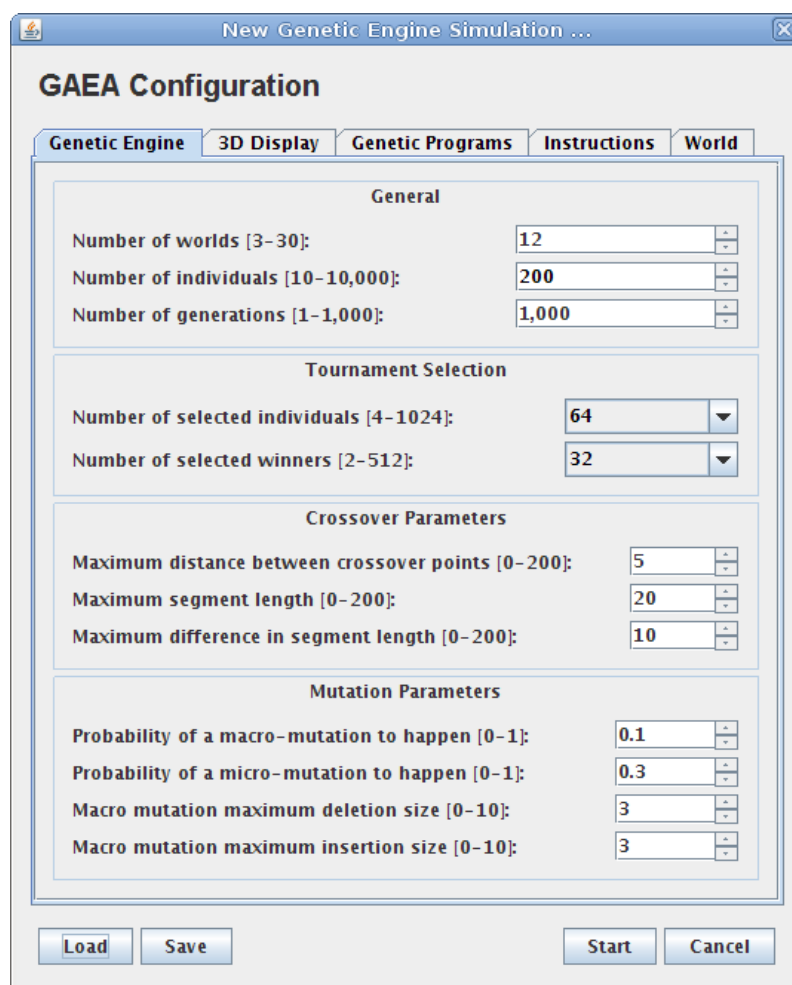 New Genetic Engine Simulation ...
GAEA Configuration
Genetic Engine 3D Display Genetic Programs Instructions World
General
Number of worlds [3-30]: 12
Number of individuals [10-10,000]: 200
Number of generations [1-1,000]: 1,000
Tournament Selection
Number of selected individuals [4-1024]: 64
Number of selected winners [2-512]: 32
Crossover Parameters
Maximum distance between crossover points [0-200]: 5
Maximum segment length [0-200]: 20
Maximum difference in segment length [0-200]: 10
Mutation Parameters
Probability of a macro-mutation to happen [0-1]: 0.1
Probability of a micro-mutation to happen [0-1]: 0.3
Macro mutation maximum deletion size [0-10]: 3
Macro mutation maximum insertion size [0-10]: 3
Load Save Start Cancel